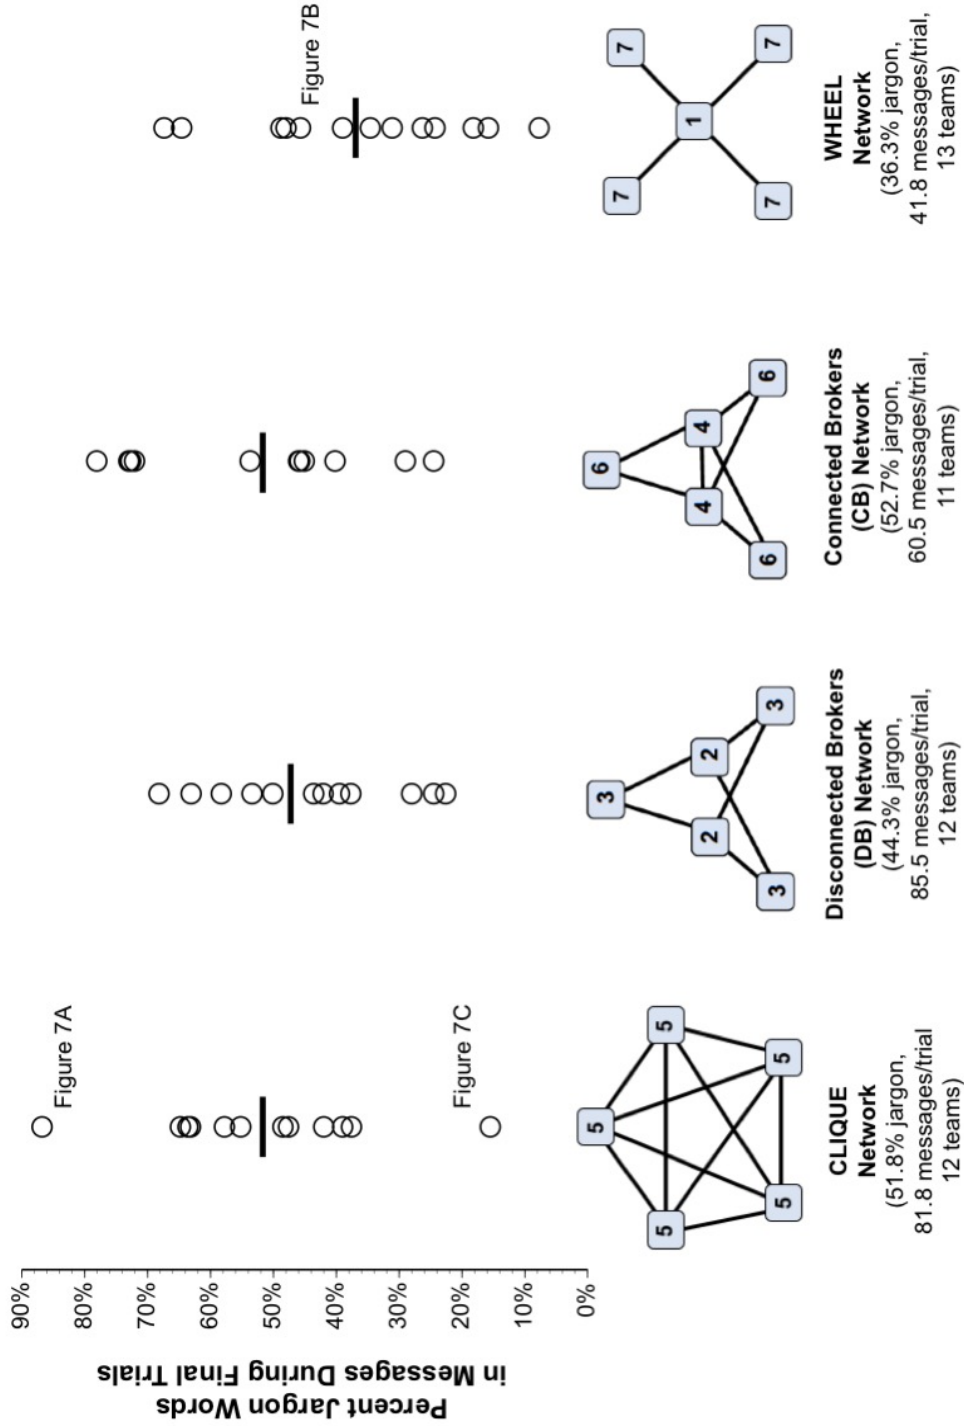 Percent Jargon Words
in Messages During Final Trials
90%
80%
70%
60%
50%
40%
30%
20%
10%
0%
Figure 7A
Figure 7C
Figure 7B
5
5
5
5
5
3
2
2
3
3
6
4
4
6
6
7
7
1
7
7
CLIQUE
Network
(51.8% jargon,
81.8 messages/trial
12 teams)
Disconnected Brokers
(DB) Network
(44.3% jargon,
85.5 messages/trial,
12 teams)
Connected Brokers
(CB) Network
(52.7% jargon,
60.5 messages/trial,
11 teams)
WHEEL
Network
(36.3% jargon,
41.8 messages/trial,
13 teams)